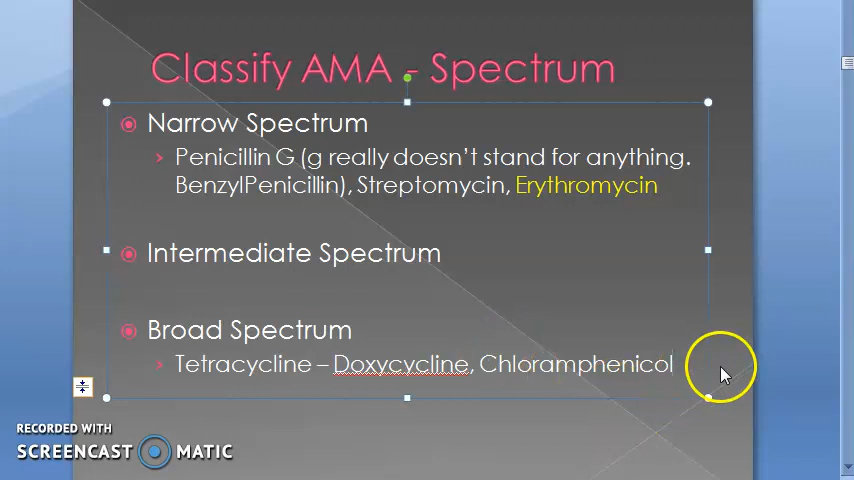 Classify AMA - Spectrum
Narrow Spectrum
Penicillin G (g really doesn't stand for anything.
BenzylPenicillin), Streptomycin, Erythromycin
Intermediate Spectrum
Broad Spectrum
Tetracycline – Doxycycline, Chloramphenicol
RECORDED WITH
SCREENCAST MATIC